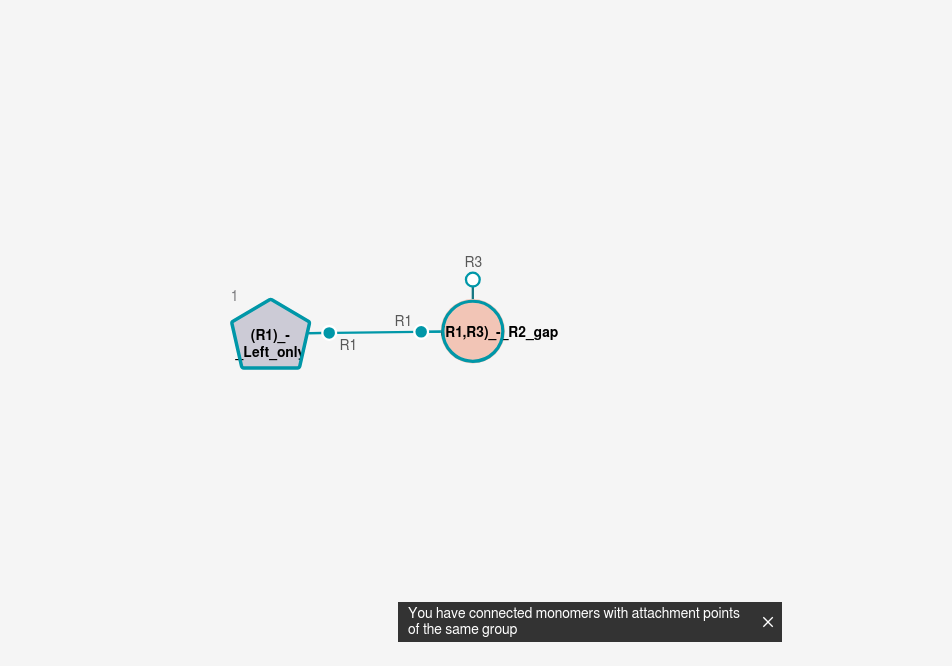 R3
1
R1
(R1)_-
_Left_only
R1
R1,R3)_-_R2_gap
You have connected monomers with attachment points
of the same group